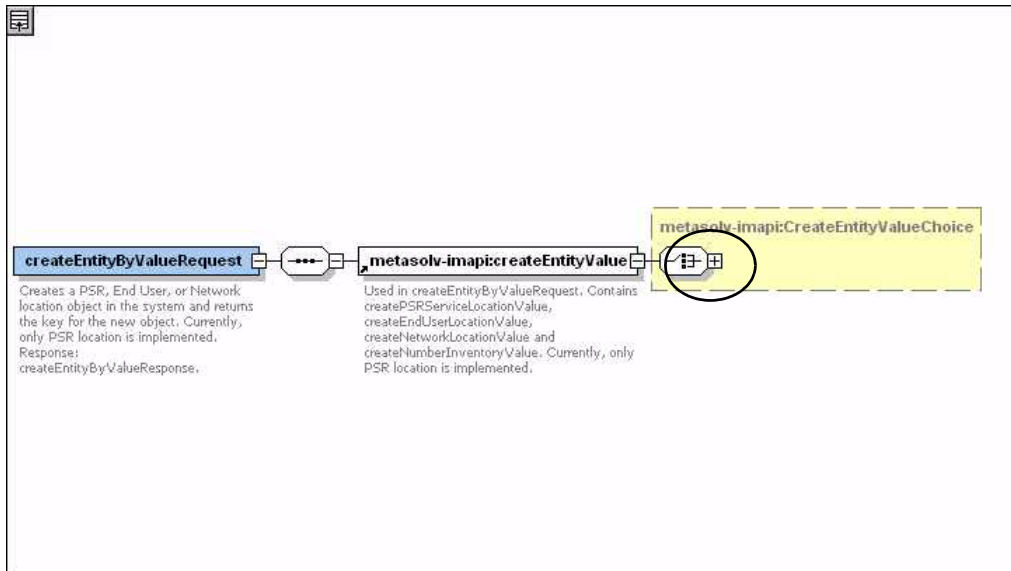 metasolv-imapi:CreateEntityValueChoice
createEntityByValueRequest
metasolv-imapi:createEntityValue
Creates a PSR, End User, or Network
location object in the system and returns
the key for the new object. Currently,
only PSR location is implemented.
Response:
createEntityByValueResponse.
Used in createEntityByValueRequest. Contains
createPSRServiceLocationValue,
createEndUserLocationValue,
createNetworkLocationValue and
createNumberInventoryValue. Currently, only
PSR location is implemented.